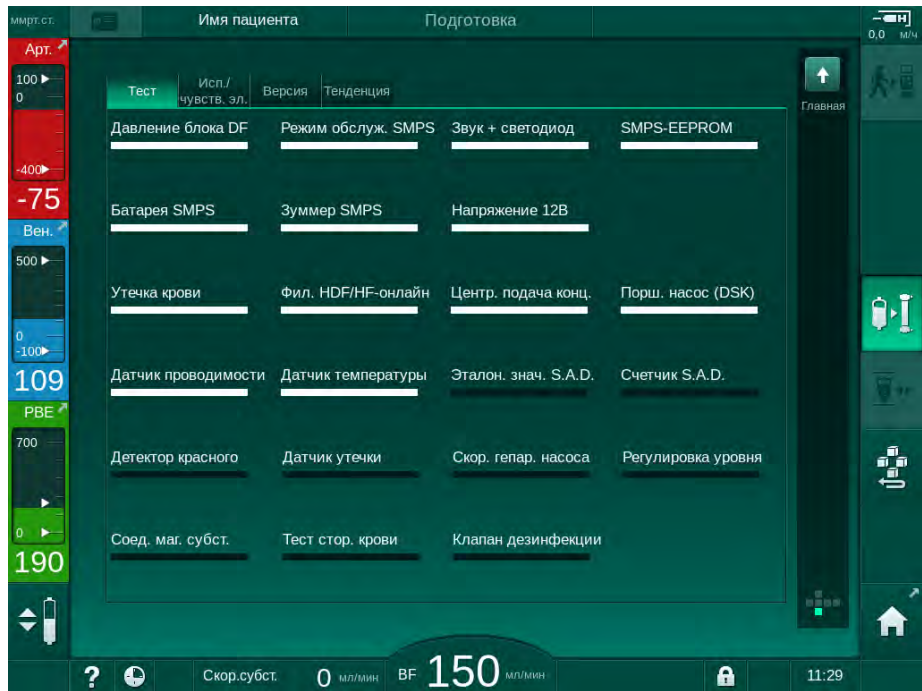 ммрт.ст.
Имя пациента
Подготовка
0,0 м/ч
Арт.
100
0
-400
-75
Вен.
500
0
-100
109
PBE
700
0
190
Тест
Исп./
чувств. эл.
Версия
Тенденция
Главная
Давление блока DF
Режим обслуж. SMPS
Звук + светодиод
SMPS-EEPROM
Батарея SMPS
Зуммер SMPS
Напряжение 12В
Утечка крови
Фил. HDF/HF-онлайн
Центр. подача конц.
Порш. насос (DSK)
Датчик проводимости
Датчик температуры
Эталон. знач. S.A.D.
Счетчик S.A.D.
Детектор красного
Датчик утечки
Скор. гепар. насоса
Регулировка уровня
Соед. маг. субст.
Тест стор. крови
Клапан дезинфекции
?
Скор.субст.
0 мл/мин
BF 150 мл/мин
11:29